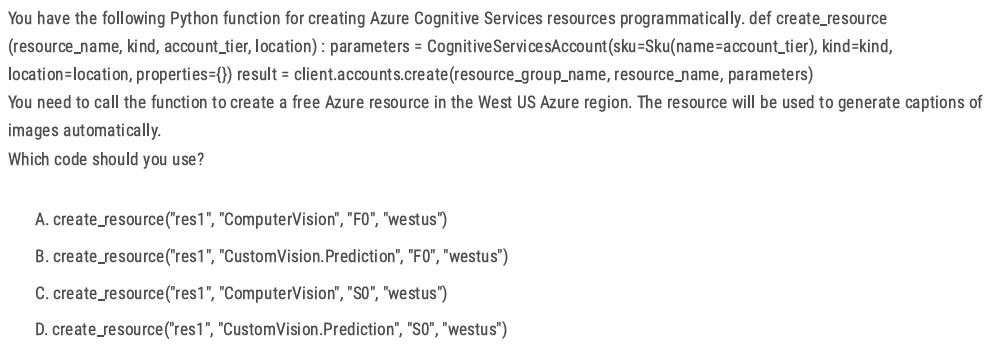 You have the following Python function for creating Azure Cognitive Services resources programmatically. def create_resource
(resource_name, kind, account_tier, location) : parameters = CognitiveServicesAccount(sku=Sku(name=account_tier), kind=kind,
location=location, properties={}) result = client.accounts.create(resource_group_name, resource_name, parameters)
You need to call the function to create a free Azure resource in the West US Azure region. The resource will be used to generate captions of
images automatically.
Which code should you use?
A. create_resource("res1", "ComputerVision", "F0", "westus")
B. create_resource("res1", "CustomVision.Prediction", "F0", "westus")
C. create_resource("res1", "ComputerVision", "S0", "westus")
D. create_resource("res1", "CustomVision.Prediction", "S0", "westus")